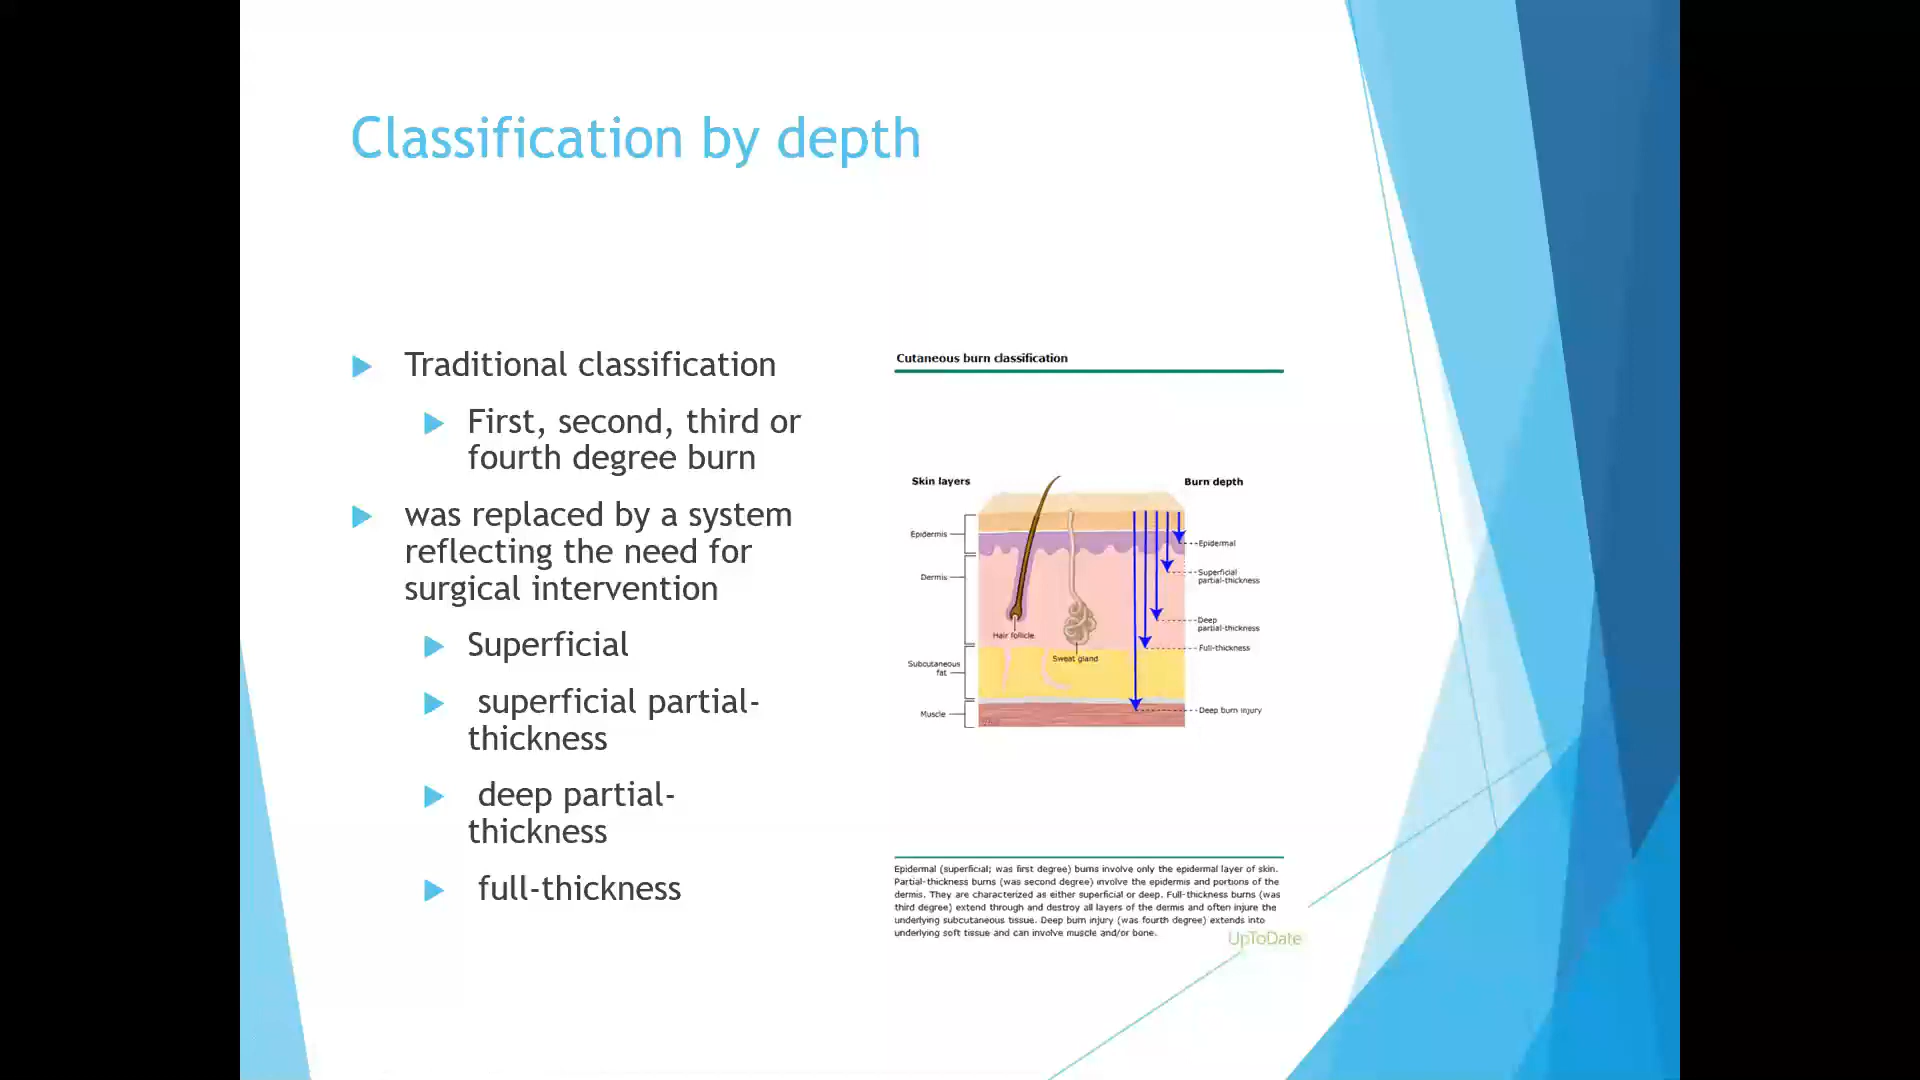 Classification by depth
Traditional classification
First, second, third or
fourth degree burn
was replaced by a system
reflecting the need for
surgical intervention
Superficial
superficial partial-
thickness
deep partial-
thickness
full-thickness
Cutaneous burn classification
Skin layers
Burn depth
Epidermis
Dermis
Subcutaneous
fat
Muscle
Hair follicle
Sweat gland
Epidermal
Superficial
partial-thickness
Deep
partial-thickness
Full-thickness
Deep burn injury
Epidermal (superficial; was first degree) burns involve only the epidermal layer of skin.
Partial-thickness burns (was second degree) involve the epidermis and portions of the
dermis. They are characterized as either superficial or deep. Full-thickness burns (was
third degree) extend through and destroy all layers of the dermis and often injure the
underlying subcutaneous tissue. Deep burn injury (was fourth degree) extends into
underlying soft tissue and can involve muscle and/or bone.
UpToDate